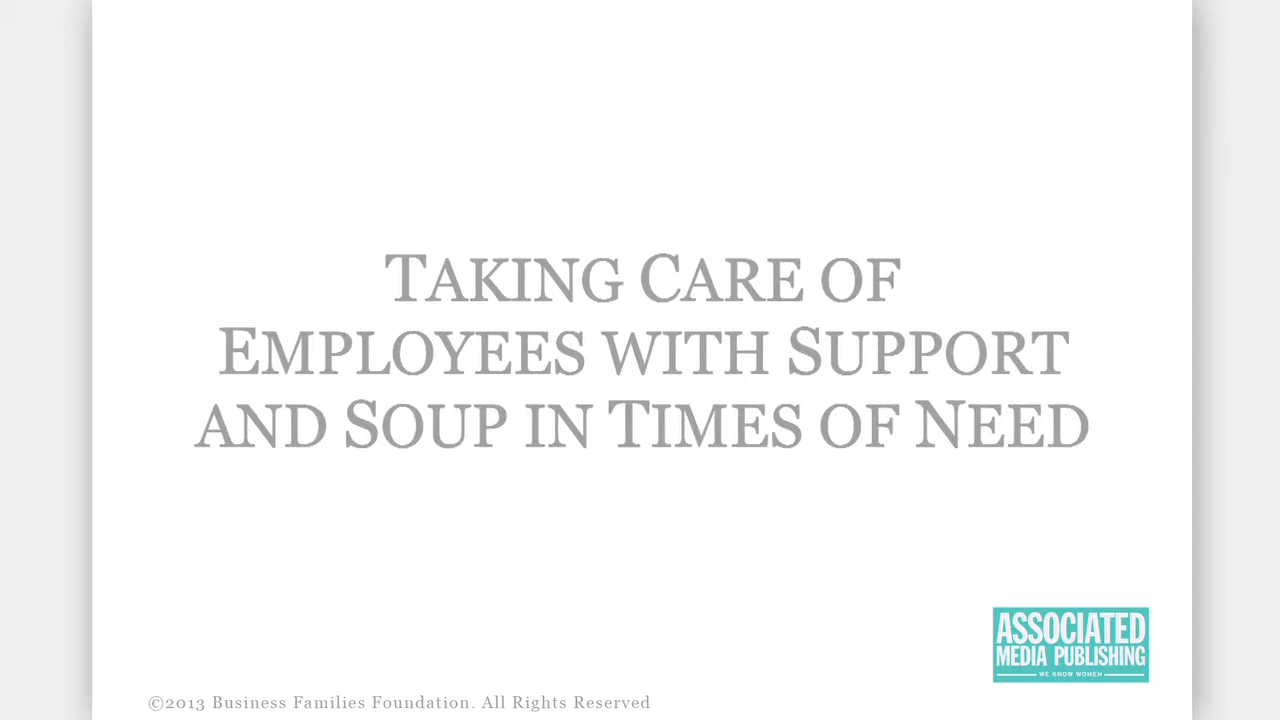 Taking Care of
Employees with Support
and Soup in Times of Need
ASSOCIATED
MEDIA PUBLISHING
WE KNOW WOMEN
©2013 Business Families Foundation. All Rights Reserved